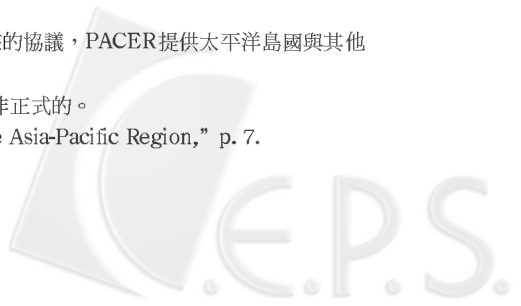 的協議，PACER提供太平洋島國與其他
非正式的。
Asia-Pacific Region,” p. 7.
C.E.P.S.